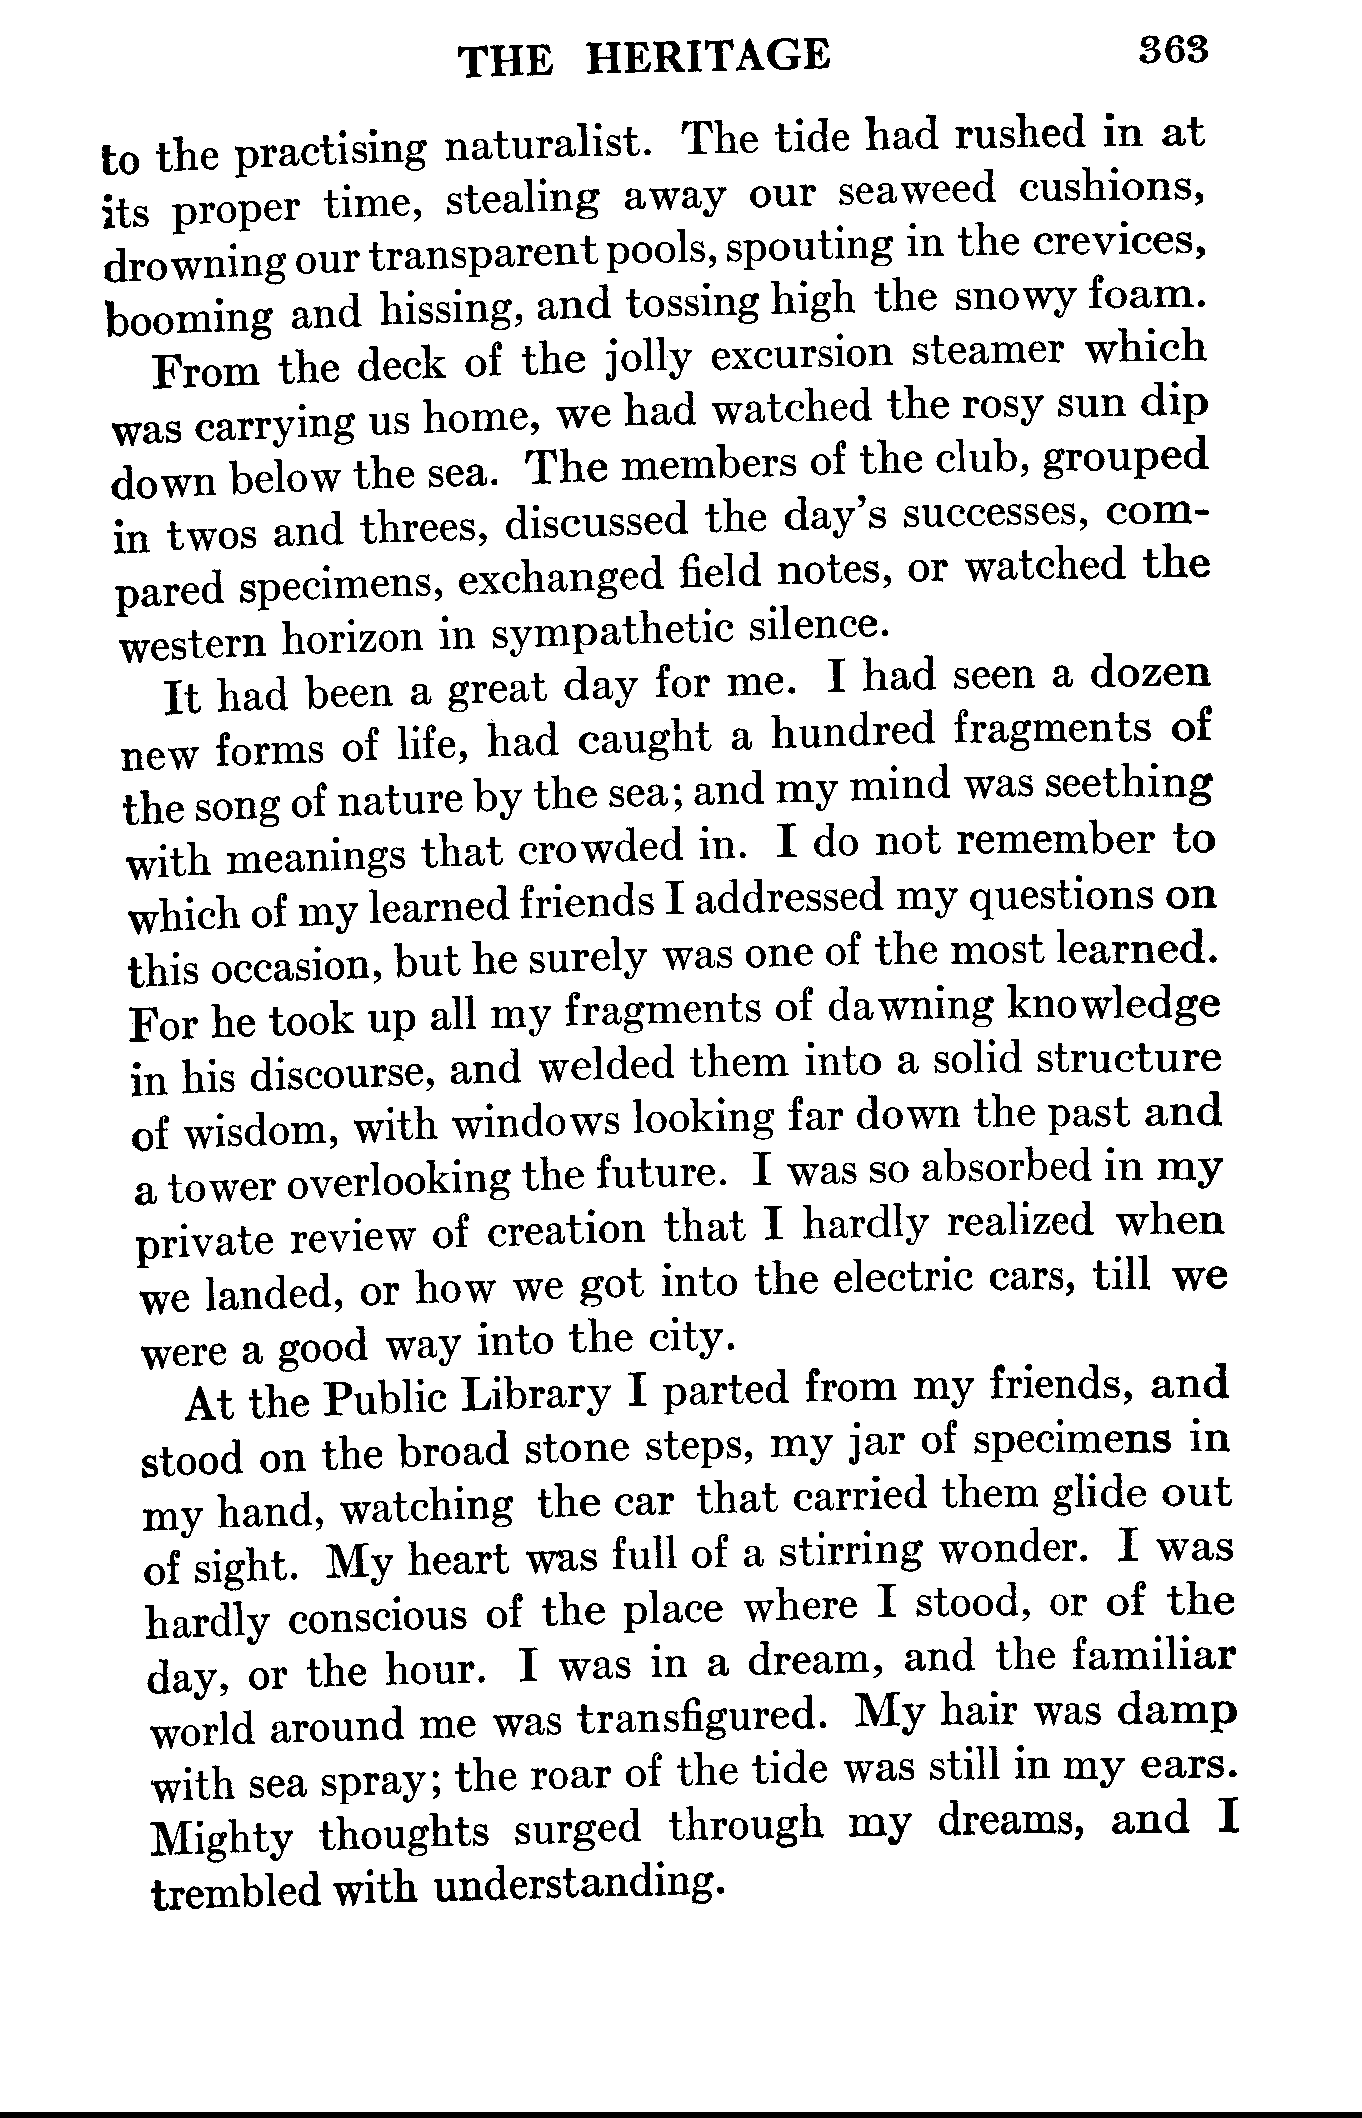 THE HERITAGE 363
to the practising naturalist. The tide had rushed in at
its proper time, stealing away our seaweed cushions,
drowning our transparent pools, spouting in the crevices,
booming and hissing, and tossing high the snowy foam.
From the deck of the jolly excursion steamer which
was carrying us home, we had watched the rosy sun dip
down below the sea. The members of the club, grouped
in twos and threes, discussed the day's successes, com-
pared specimens, exchanged field notes, or watched the
western horizon in sympathetic silence.
It had been a great day for me. I had seen a dozen
new forms of life, had caught a hundred fragments of
the song of nature by the sea; and my mind was seething
with meanings that crowded in. I do not remember to
which of my learned friends I addressed my questions on
this occasion, but he surely was one of the most learned.
For he took up all my fragments of dawning knowledge
in his discourse, and welded them into a solid structure
of wisdom, with windows looking far down the past and
a tower overlooking the future. I was so absorbed in my
private review of creation that I hardly realized when
we landed, or how we got into the electric cars, till we
were a good way into the city.
At the Public Library I parted from my friends, and
stood on the broad stone steps, my jar of specimens in
my hand, watching the car that carried them glide out
of sight. My heart was full of a stirring wonder. I was
hardly conscious of the place where I stood, or of the
day, or the hour. I was in a dream, and the familiar
world around me was transfigured. My hair was damp
with sea spray; the roar of the tide was still in my ears.
Mighty thoughts surged through my dreams, and I
trembled with understanding.